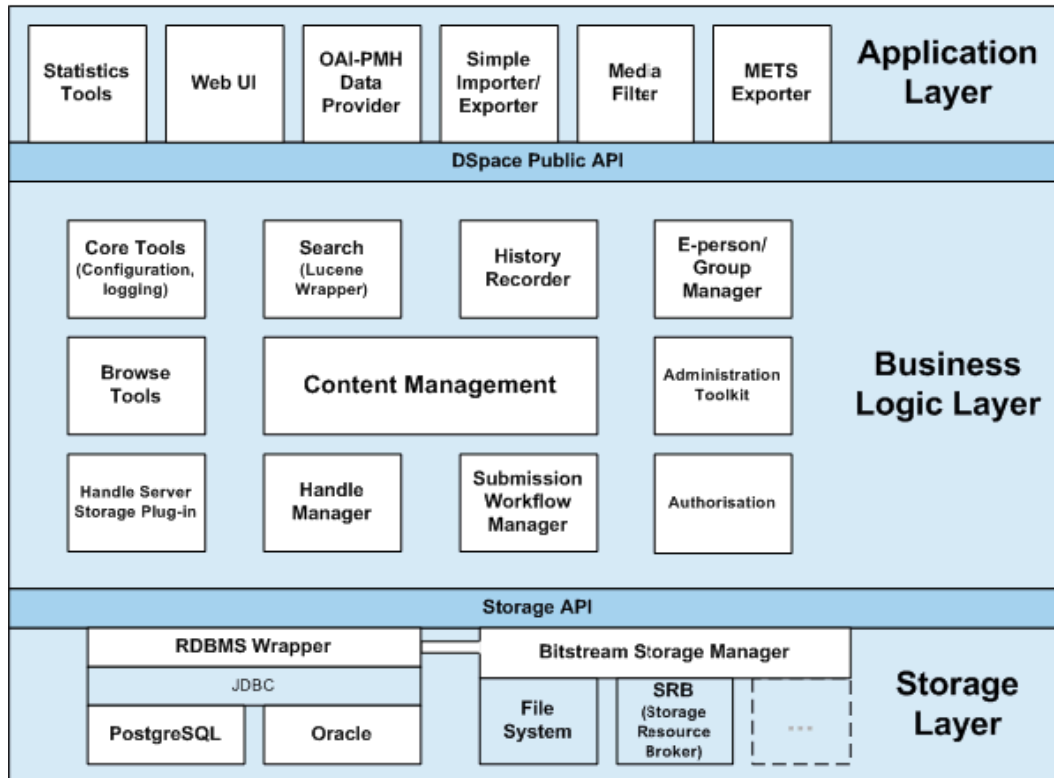 Statistics
Tools
Web UI
OAI-PMH
Data
Provider
Simple
Importer/
Exporter
Media
Filter
METS
Exporter
Application
Layer
DSpace Public API
Core Tools
(Configuration,
logging)
Search
(Lucene
Wrapper)
History
Recorder
E-person/
Group
Manager
Browse
Tools
Content Management
Administration
Toolkit
Business
Logic Layer
Handle Server
Storage Plug-in
Handle
Manager
Submission
Workflow
Manager
Authorisation
Storage API
RDBMS Wrapper
JDBC
PostgreSQL
Oracle
Bitstream Storage Manager
File
System
SRB
(Storage
Resource
Broker)
...
Storage
Layer